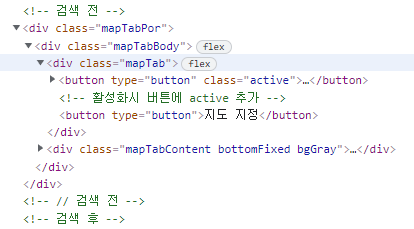 <!-- 검색 전 -->
▼<div class="mapTabPor">
▼<div class="mapTabBody"> flex
▼<div class="mapTab"> flex
▶<button type="button" class="active">…</button>
<!-- 활성화시 버튼에 active 추가 -->
<button type="button">지도 지정</button>
</div>
▶<div class="mapTabContent bottomFixed bgGray">…</div>
</div>
</div>
<!-- // 검색 전 -->
<!-- 검색 후 -->